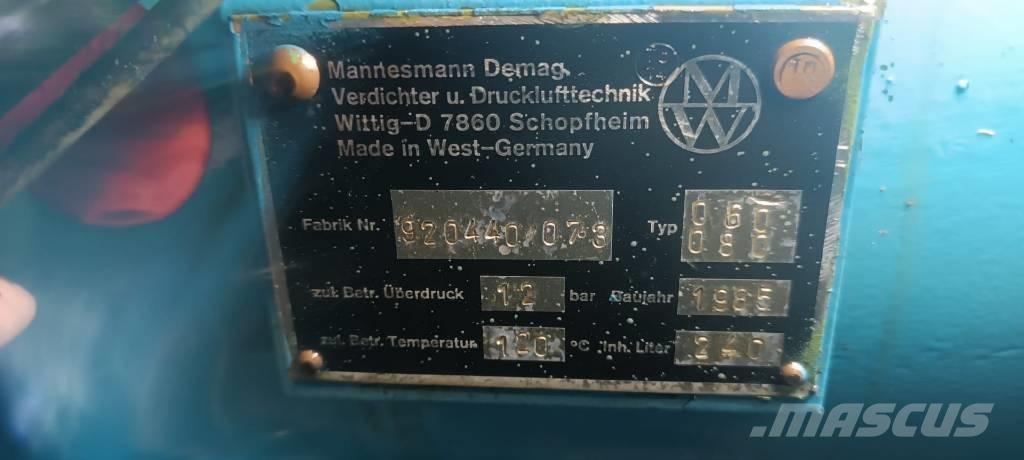 Mannesmann Demag
Verdichter u. Drucklufttechnik
Wittig-D 7860 Schopfheim
Made in West-Germany
MW
Fabrik Nr. 920440/073 Typ 060
080
zul. Betr. Überdruck 12 bar Baujahr 1985
zul. Betr. Temperatur 120 °C Inh. Liter 240
MASCUS